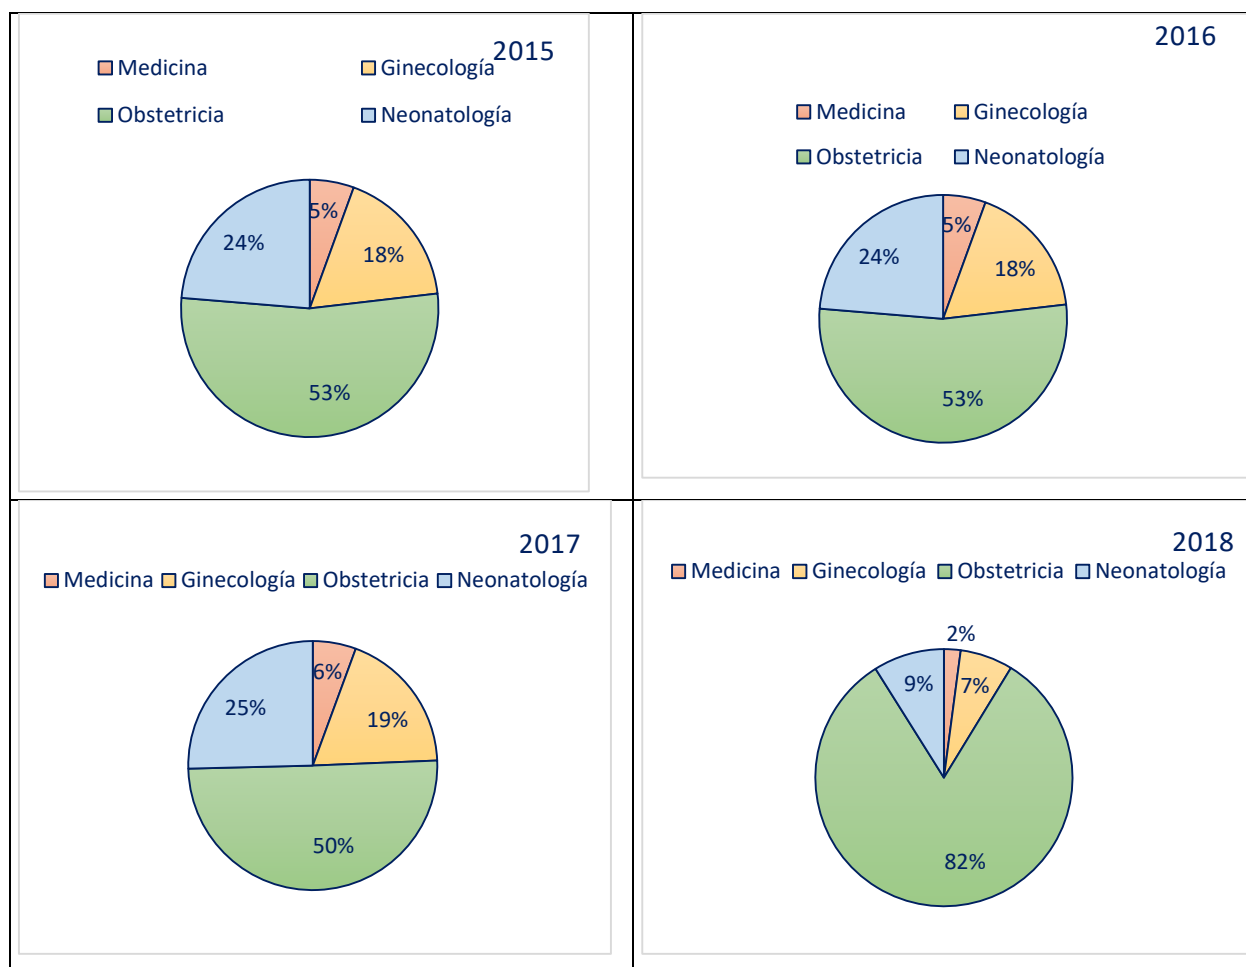 2015
Medicina Ginecología
Obstetricia Neonatología
5%
24% 18%
53%
2016
Medicina Ginecología
Obstetricia Neonatología
5%
24% 18%
53%
2017
Medicina Ginecología Obstetricia Neonatología
6%
25% 19%
50%
2018
Medicina Ginecología Obstetricia Neonatología
2%
9% 7%
82%